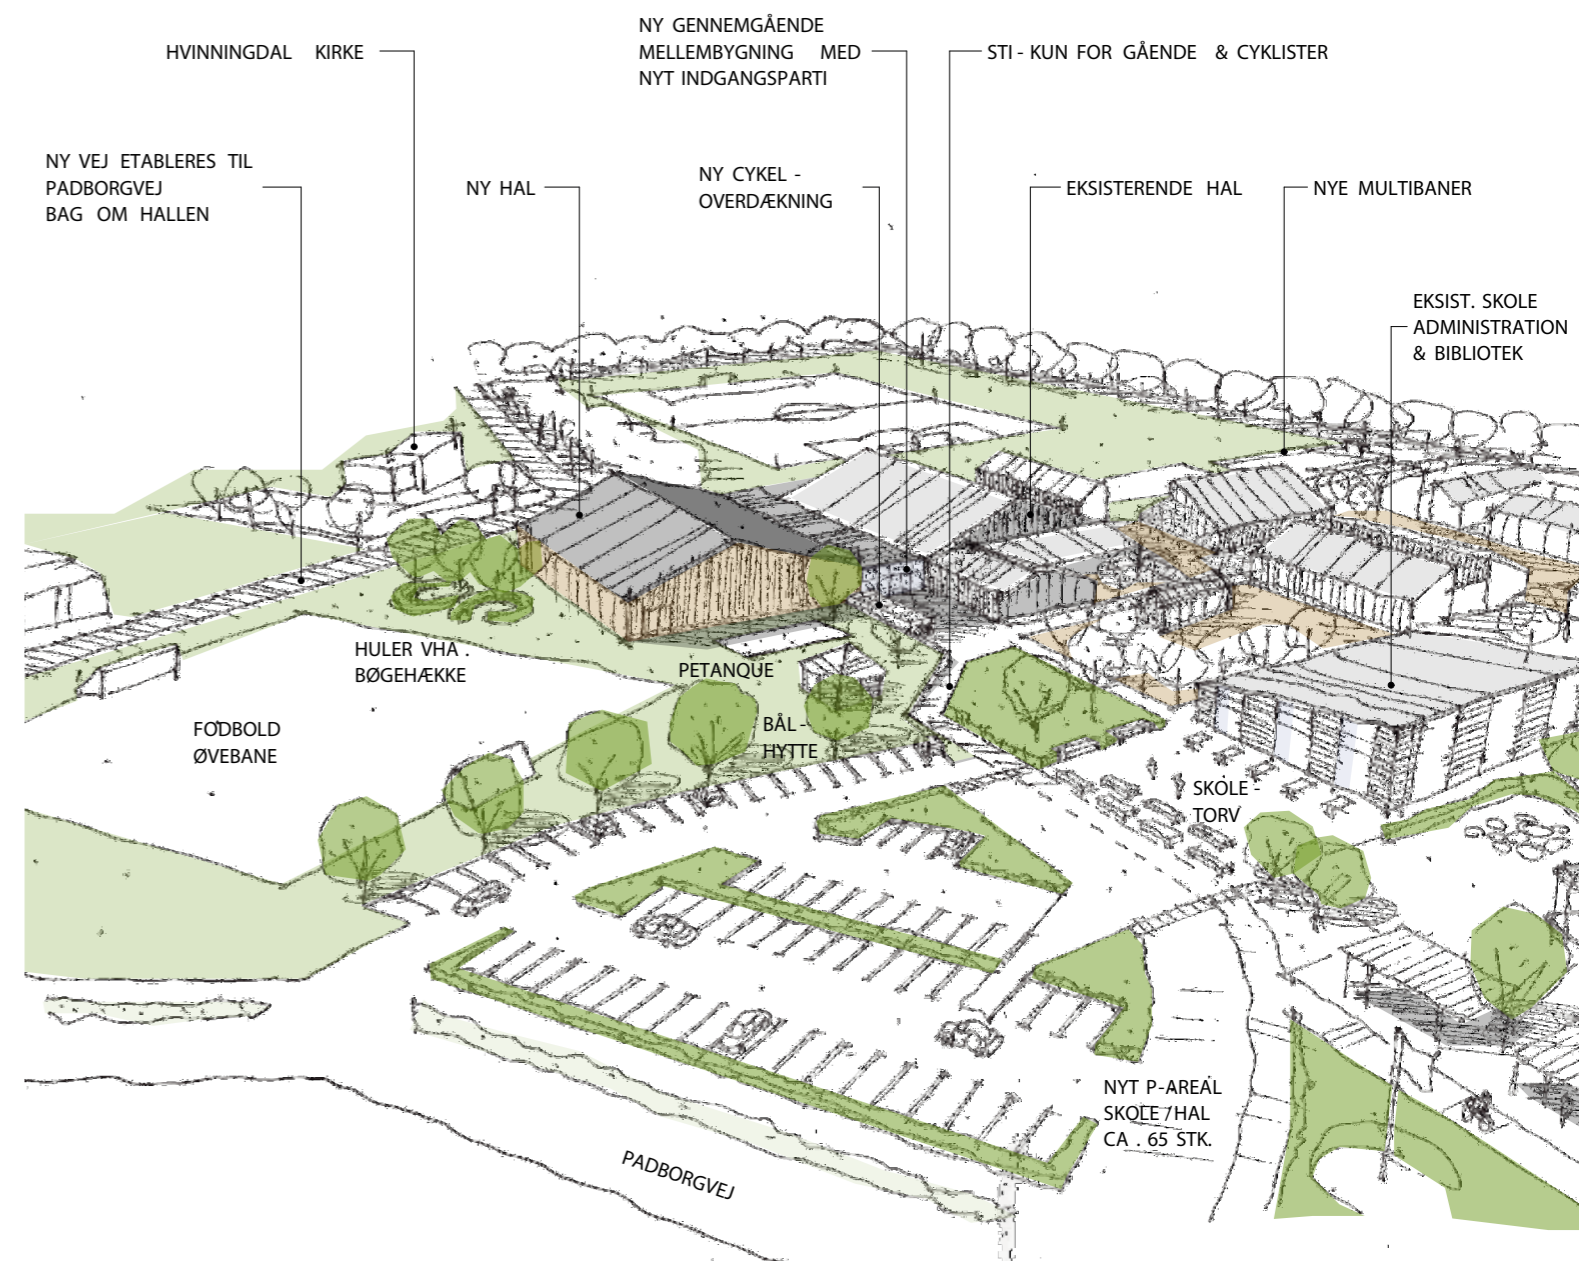 NY GENNEMGÅENDE
MELLEMBYGNING MED
NYT INDGANGSPARTI
HVINNINGDAL KIRKE
STI - KUN FOR GÅENDE & CYKLISTER
NY VEJ ETABLERES TIL
PADBORGVEJ
BAG OM HALLEN
NY HAL
NY CYKEL -
OVERDÆKNING
EKSISTERENDE HAL
NYE MULTIBANER
EKSIST. SKOLE
ADMINISTRATION
& BIBLIOTEK
HULER VHA .
BØGEHÆKKE
PETANQUE
FODBOLD
ØVEBANE
BÅL -
HYTTE
SKOLE -
TORV
NYT P-AREAL
SKOLE / HAL
CA . 65 STK.
PADBORGVEJ